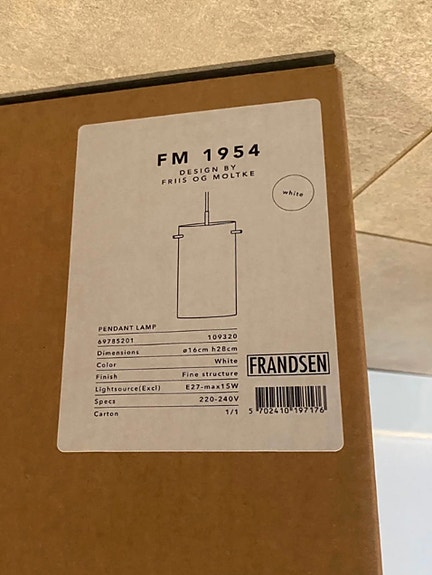 FM 1954
DESIGN BY
FRIIS OG MOLTKE
white
PENDANT LAMP
69785201 109320
Dimensions ø16cm h28cm
Color White
Finish Fine structure
Lightsource(Excl) E27-max15W
Specs 220-240V
Carton 1/1
FRANDSEN
5 702410 197176